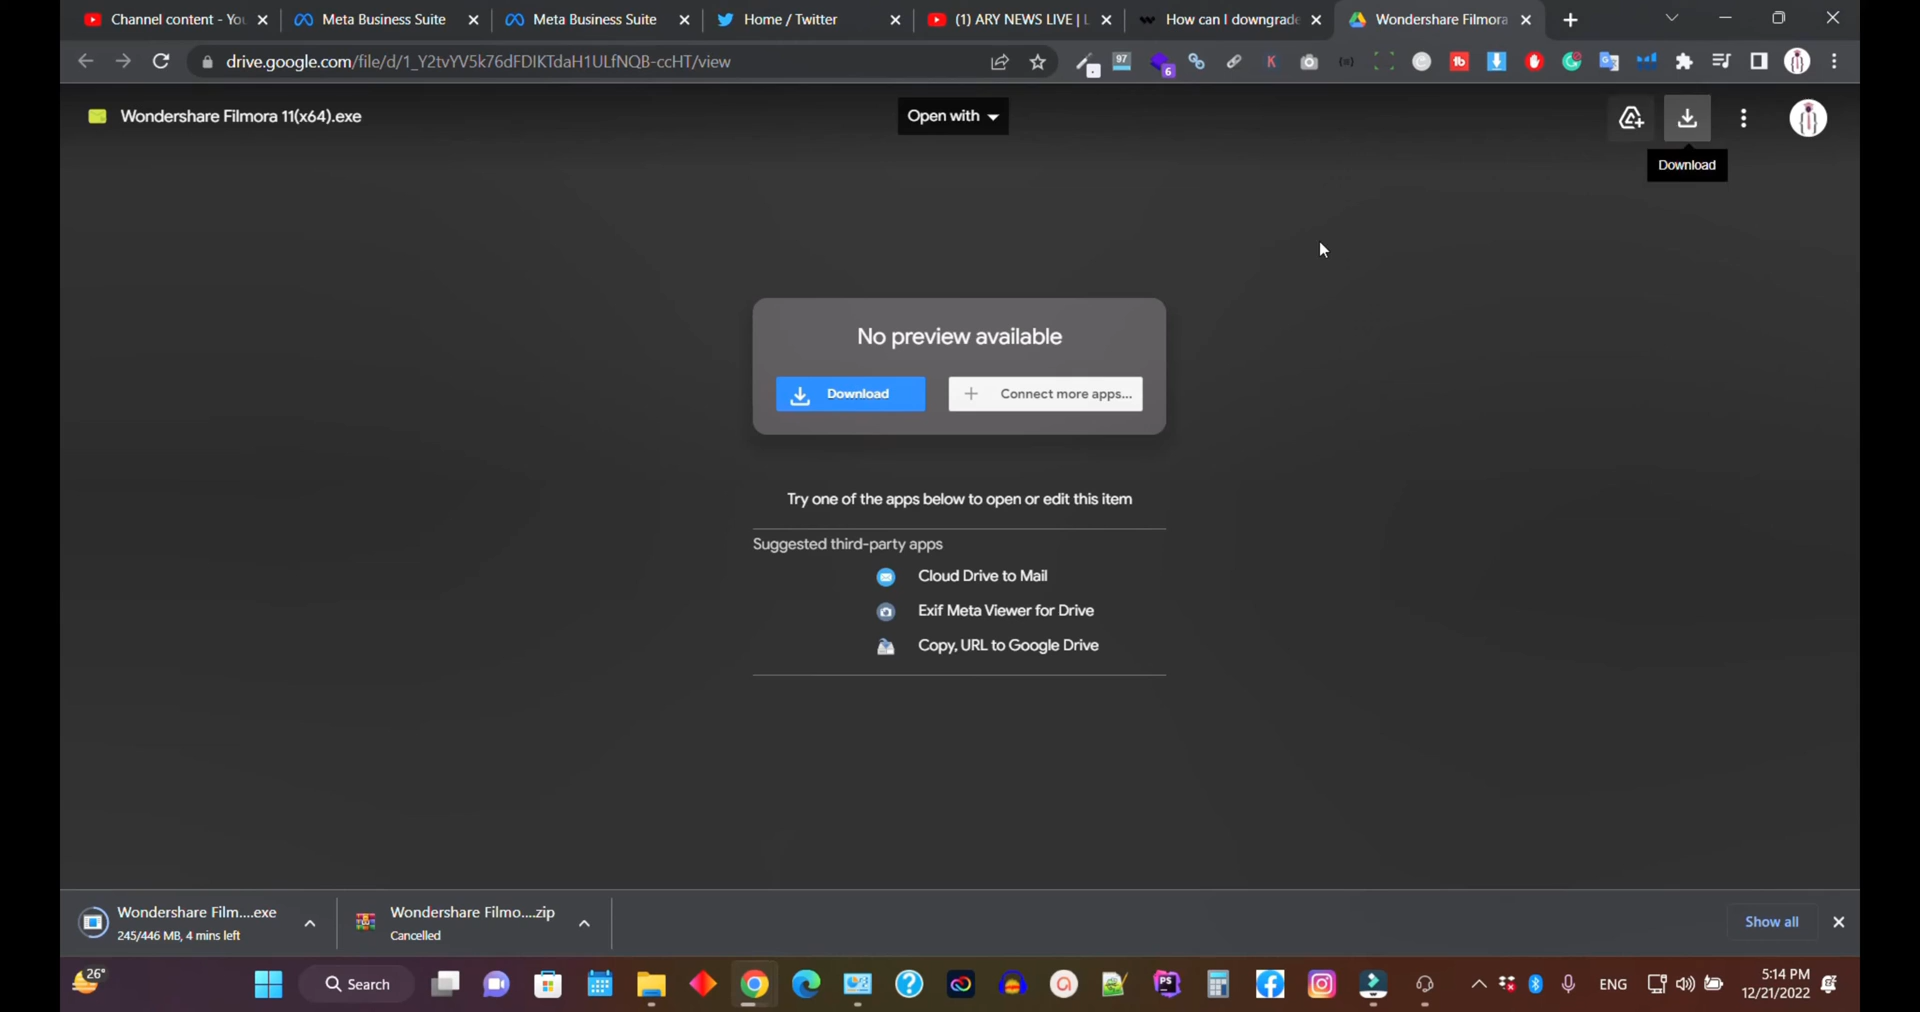 Channel content - You
Meta Business Suite
Meta Business Suite
Home / Twitter
(1) ARY NEWS LIVE | L
How can I downgrade
Wondershare Filmora
drive.google.com/file/d/1_Y2tvYV5k76dFDIKTdaH1ULfNQB-ccHT/view
97
6
K
fb
Wondershare Filmora 11(x64).exe
Open with
Download
No preview available
Download
Connect more apps...
Try one of the apps below to open or edit this item
Suggested third-party apps
Cloud Drive to Mail
Exif Meta Viewer for Drive
Copy, URL to Google Drive
Wondershare Film....exe
245/446 MB, 4 mins left
Wondershare Filmo....zip
Cancelled
Show all
26°
Search
PS
ENG
5:14 PM
12/21/2022